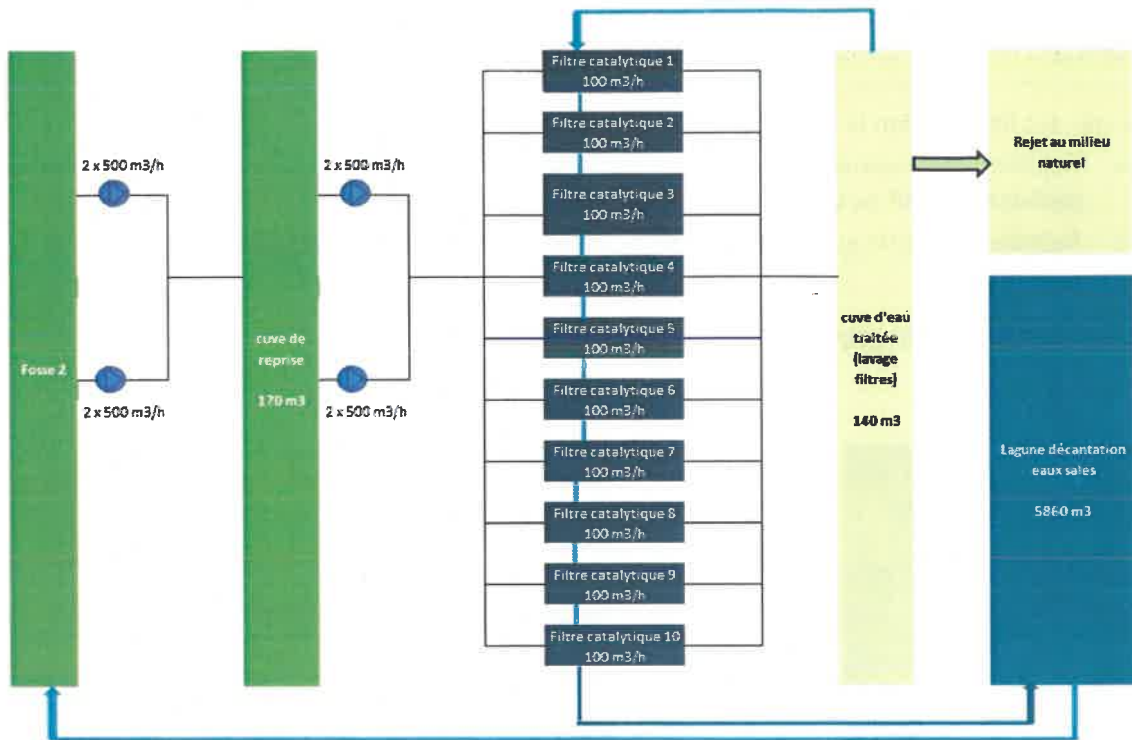 Fosse 2
2 x 500 m3/h
2 x 500 m3/h
cuve de
reprise
170 m3
2 x 500 m3/h
2 x 500 m3/h
Filtre catalytique 1
100 m3/h
Filtre catalytique 2
100 m3/h
Filtre catalytique 3
100 m3/h
Filtre catalytique 4
100 m3/h
Filtre catalytique 5
100 m3/h
Filtre catalytique 6
100 m3/h
Filtre catalytique 7
100 m3/h
Filtre catalytique 8
100 m3/h
Filtre catalytique 9
100 m3/h
Filtre catalytique 10
100 m3/h
cuve d'eau
traitée
(lavage
filtres)
140 m3
Rejet au milieu
naturel
Lagune décantation
eaux sales
5860 m3